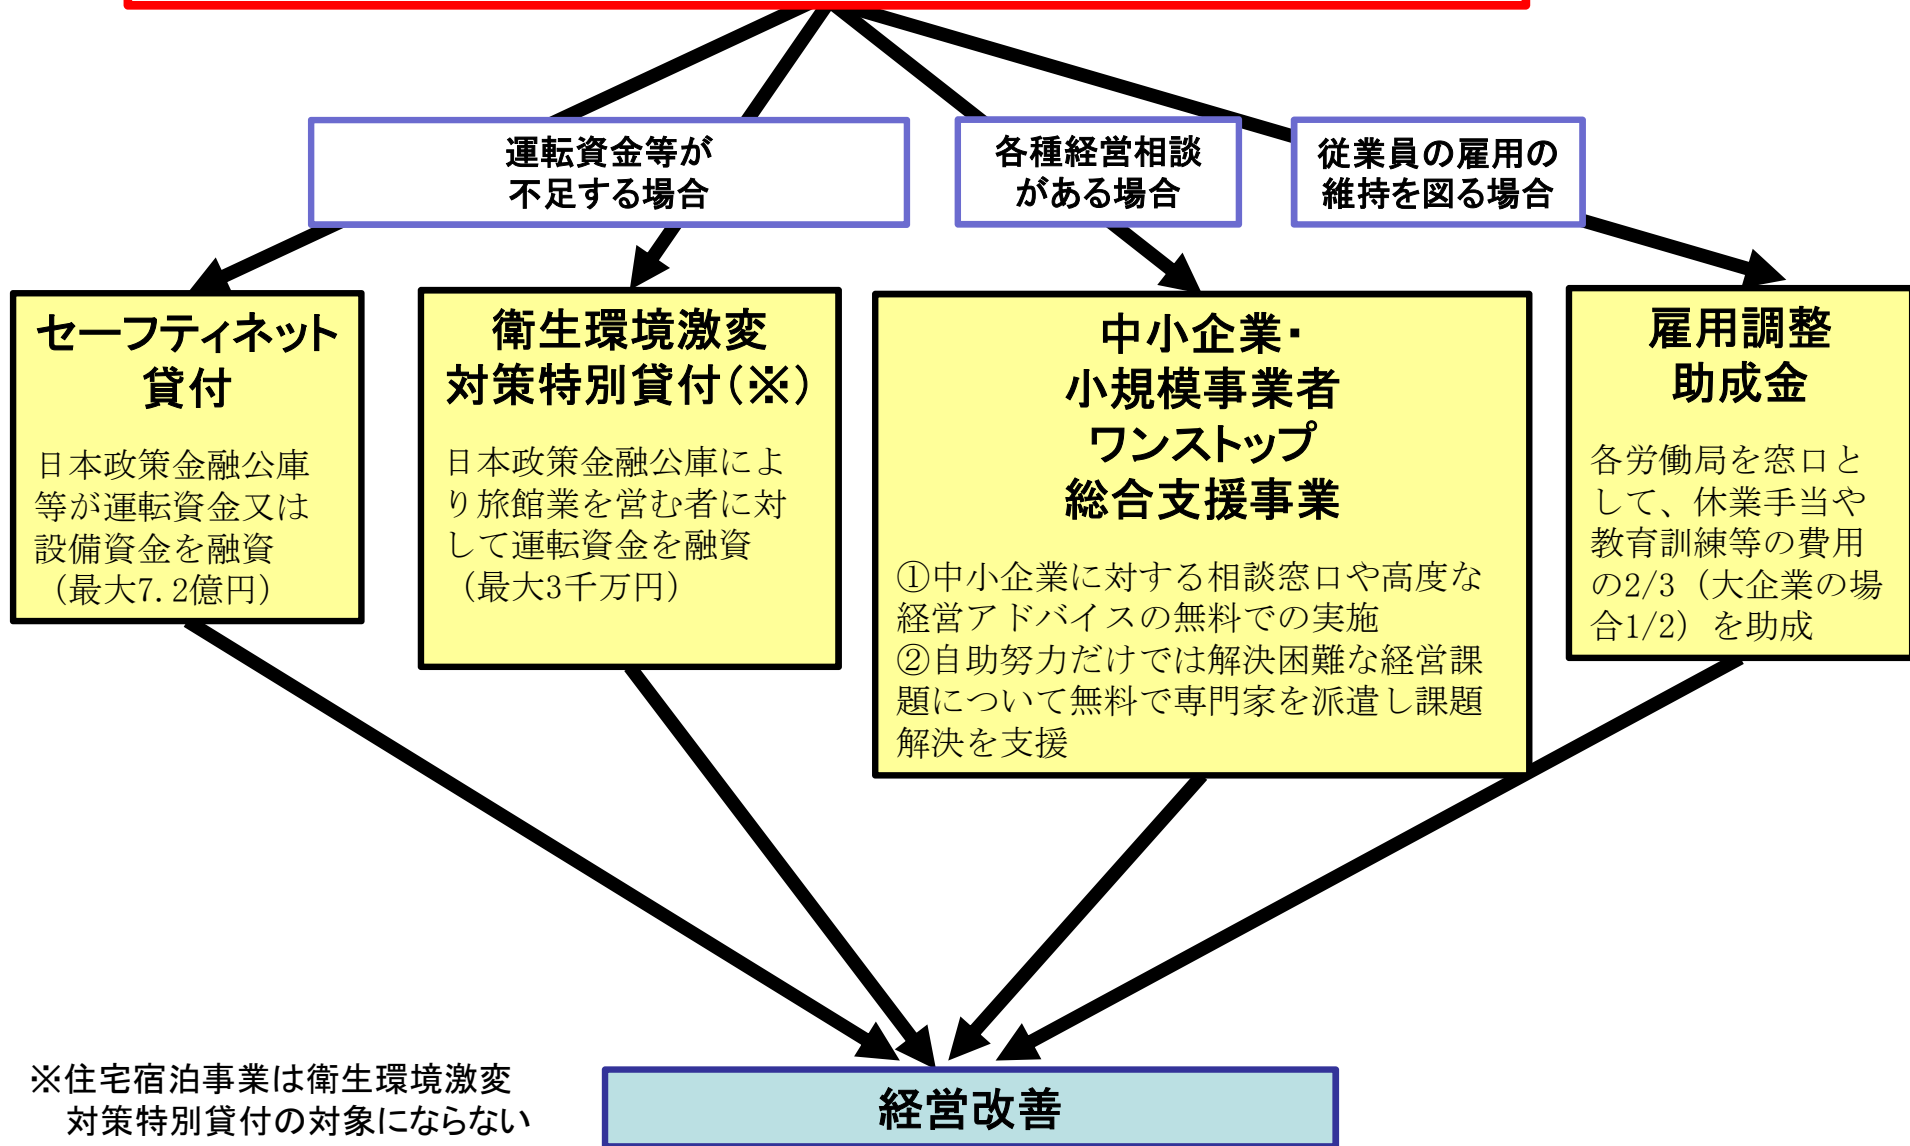 運転資金等が
不足する場合
各種経営相談
がある場合
従業員の雇用の
維持を図る場合
セーフティネット
貸付
日本政策金融公庫
等が運転資金又は
設備資金を融資
（最大7.2億円）
衛生環境激変
対策特別貸付（※）
日本政策金融公庫によ
り旅館業を営む者に対
して運転資金を融資
（最大3千万円）
中小企業・
小規模事業者
ワンストップ
総合支援事業
①中小企業に対する相談窓口や高度な
経営アドバイスの無料での実施
②自助努力だけでは解決困難な経営課
題について無料で専門家を派遣し課題
解決を支援
雇用調整
助成金
各労働局を窓口と
して、休業手当や
教育訓練等の費用
の2/3（大企業の場
合1/2）を助成
※住宅宿泊事業は衛生環境激変
対策特別貸付の対象にならない
経営改善